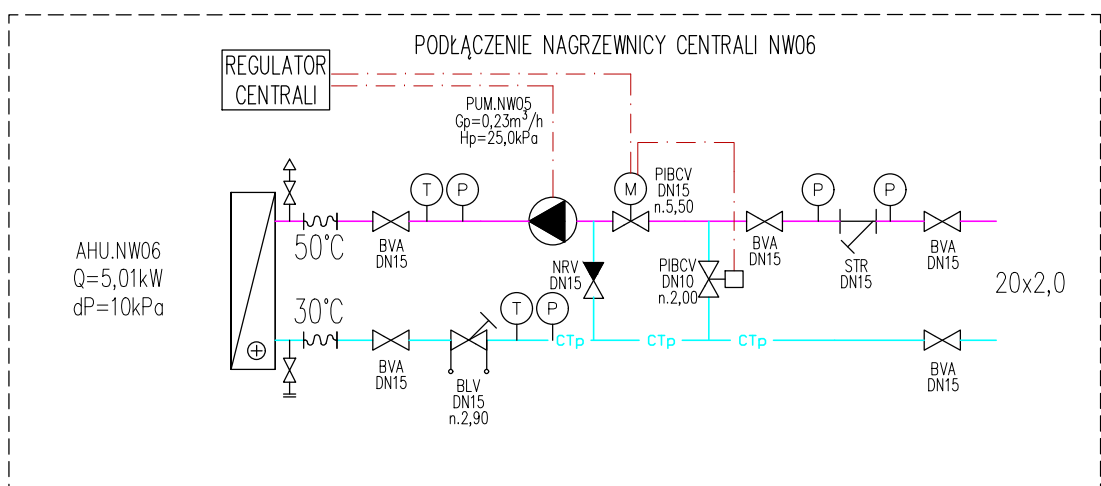 PODŁĄCZENIE NAGRZEWNICY CENTRALI NW06
REGULATOR
CENTRALI
PUM.NW05
Gp=0,23m³/h
Hp=25,0kPa
T
P
M
PIBCV
DN15
n.5,50
P
P
50°C
BVA
DN15
NRV
DN15
PIBCV
DN10
n.2,00
BVA
DN15
STR
DN15
BVA
DN15
AHU.NW06
Q=5,01kW
dP=10kPa
20x2,0
30°C
T
P
CTp
CTp
CTp
BVA
DN15
BLV
DN15
n.2,90
BVA
DN15